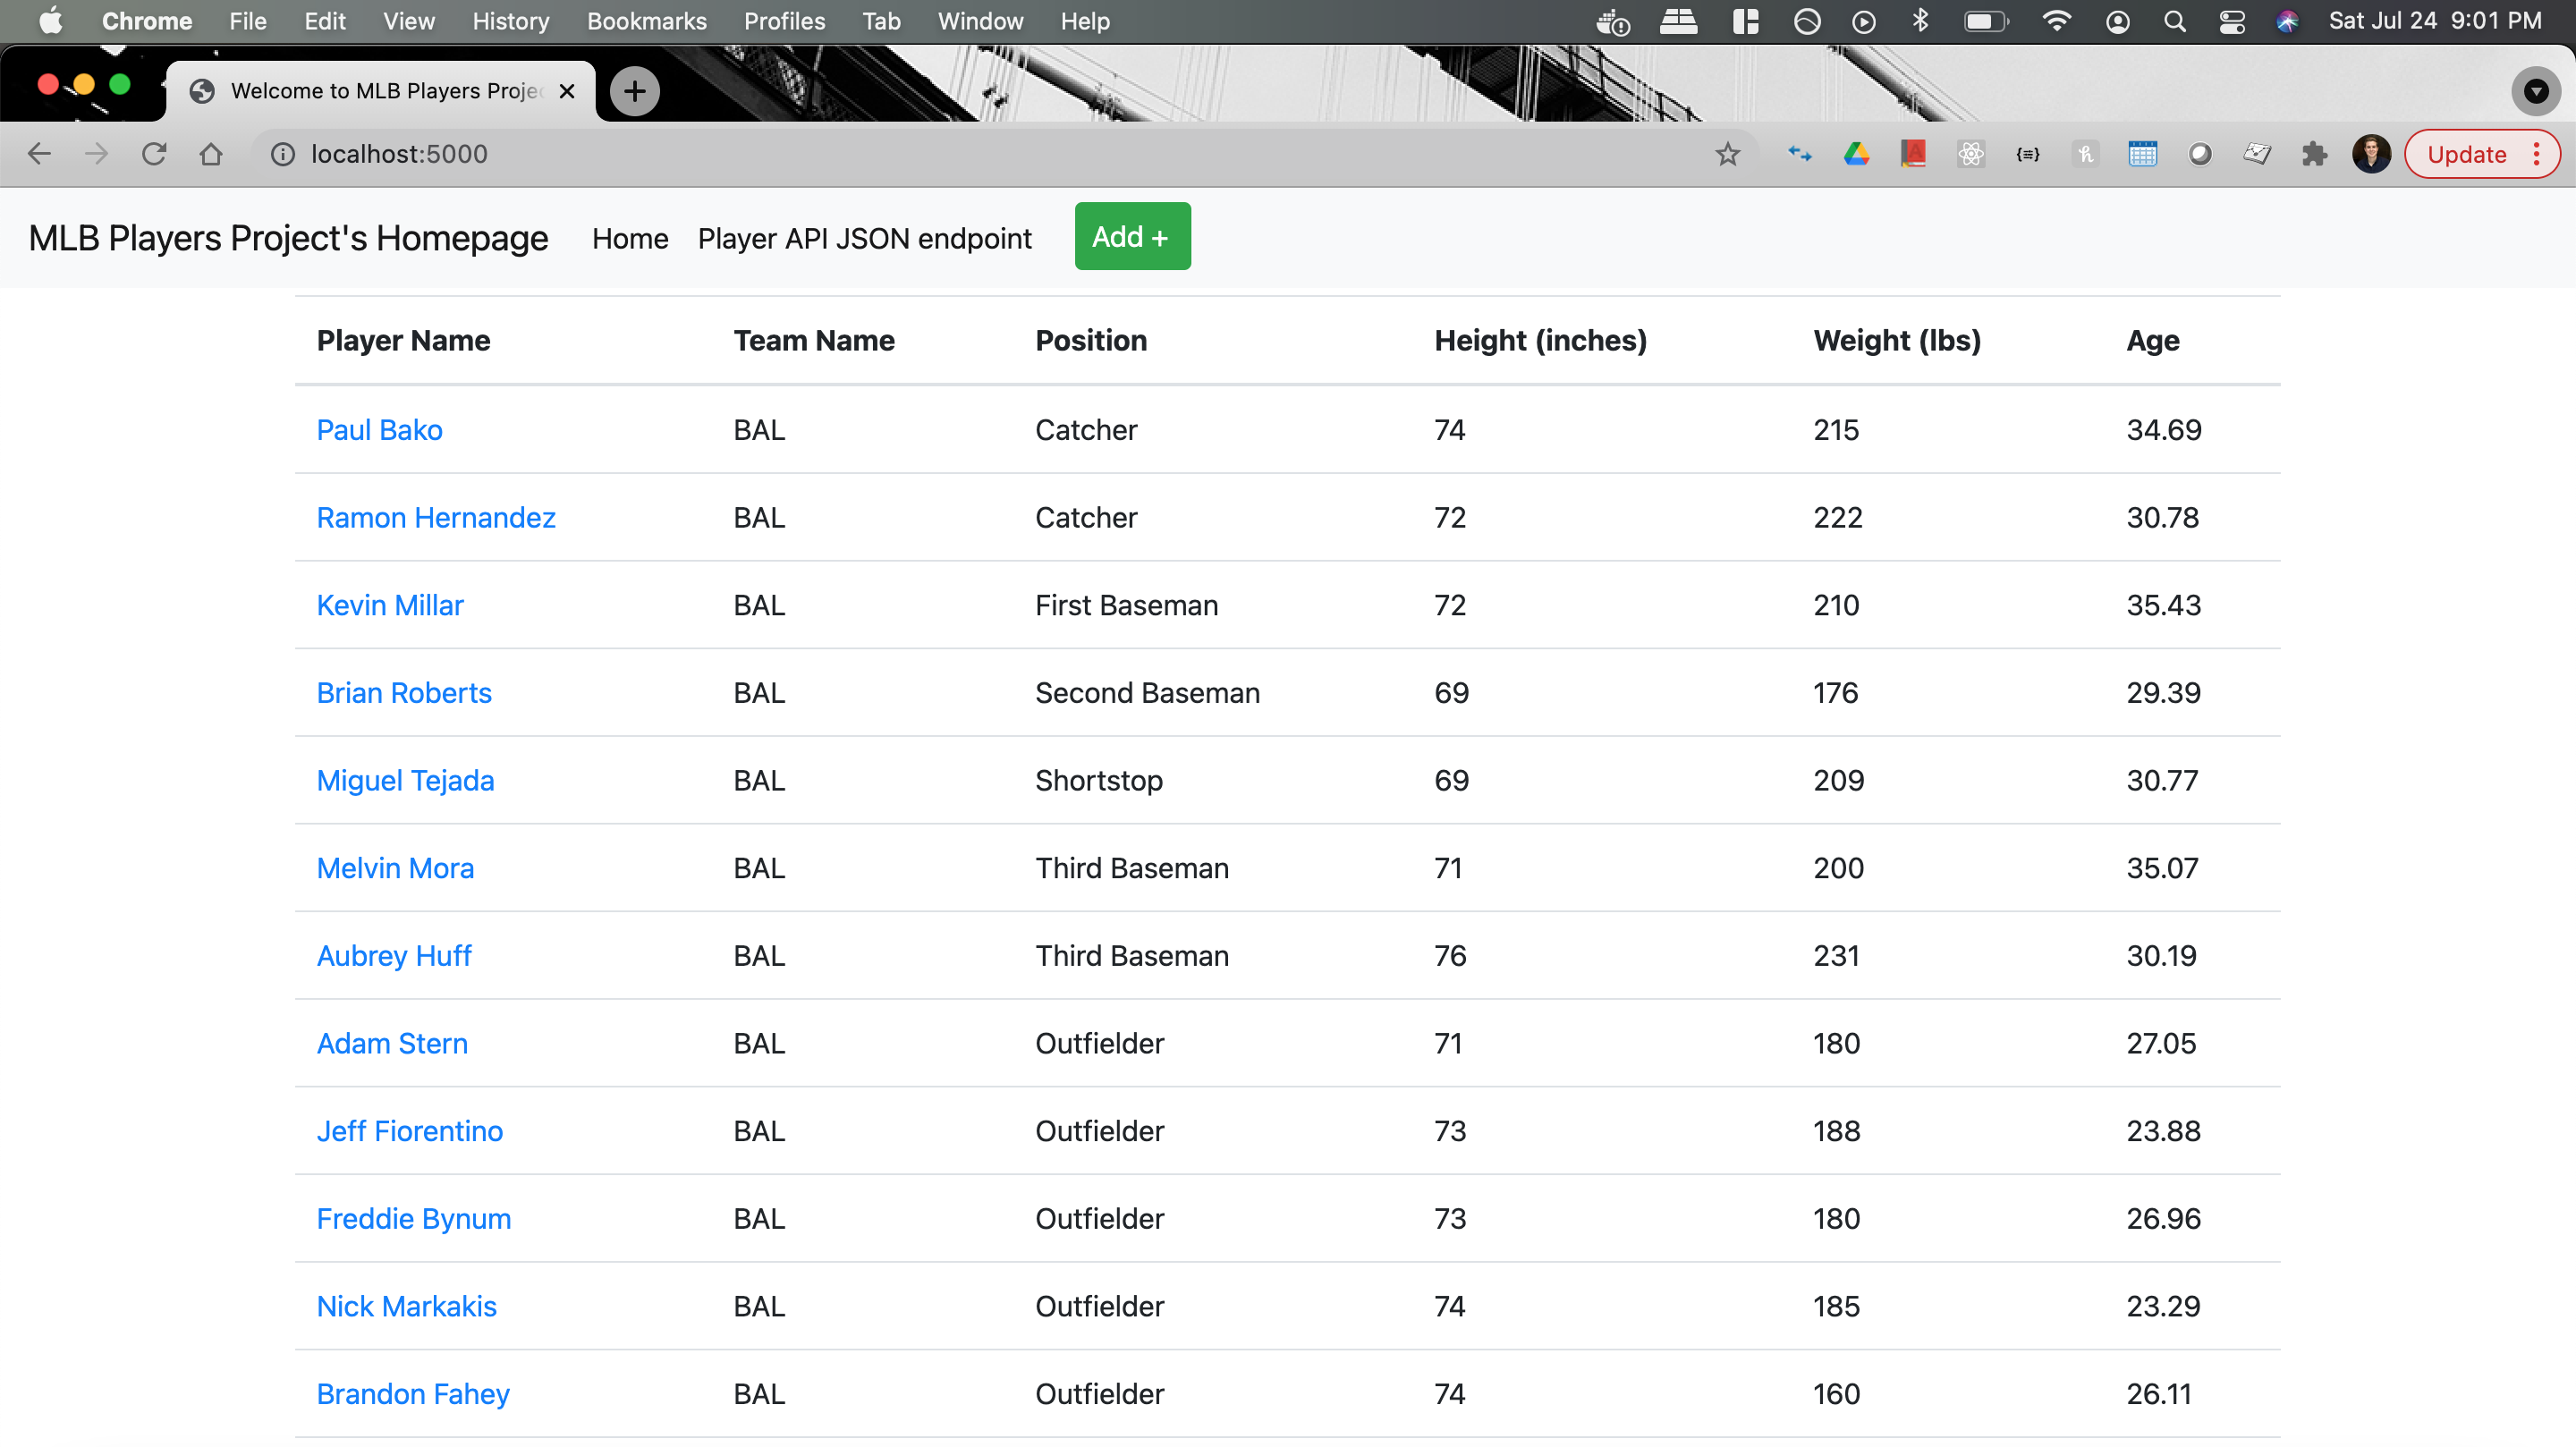 Chrome File Edit View History Bookmarks Profiles Tab Window Help Sat Jul 24 9:01 PM
Welcome to MLB Players Projec
localhost:5000 Update
MLB Players Project's Homepage Home Player API JSON endpoint Add +
Player Name Team Name Position Height (inches) Weight (lbs) Age
Paul Bako BAL Catcher 74 215 34.69
Ramon Hernandez BAL Catcher 72 222 30.78
Kevin Millar BAL First Baseman 72 210 35.43
Brian Roberts BAL Second Baseman 69 176 29.39
Miguel Tejada BAL Shortstop 69 209 30.77
Melvin Mora BAL Third Baseman 71 200 35.07
Aubrey Huff BAL Third Baseman 76 231 30.19
Adam Stern BAL Outfielder 71 180 27.05
Jeff Fiorentino BAL Outfielder 73 188 23.88
Freddie Bynum BAL Outfielder 73 180 26.96
Nick Markakis BAL Outfielder 74 185 23.29
Brandon Fahey BAL Outfielder 74 160 26.11